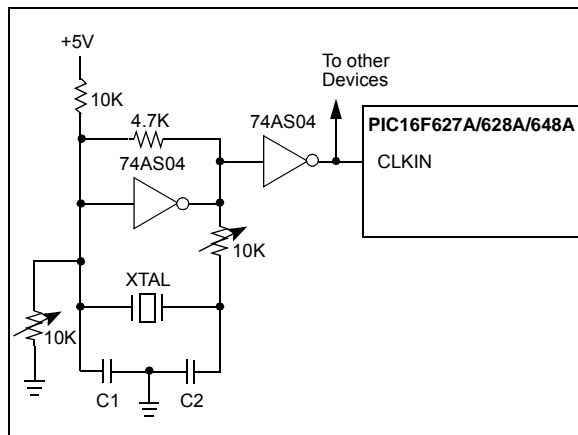 +5V
10K
4.7K
74AS04
74AS04
To other
Devices
PIC16F627A/628A/648A
CLKIN
10K
XTAL
10K
C1
C2